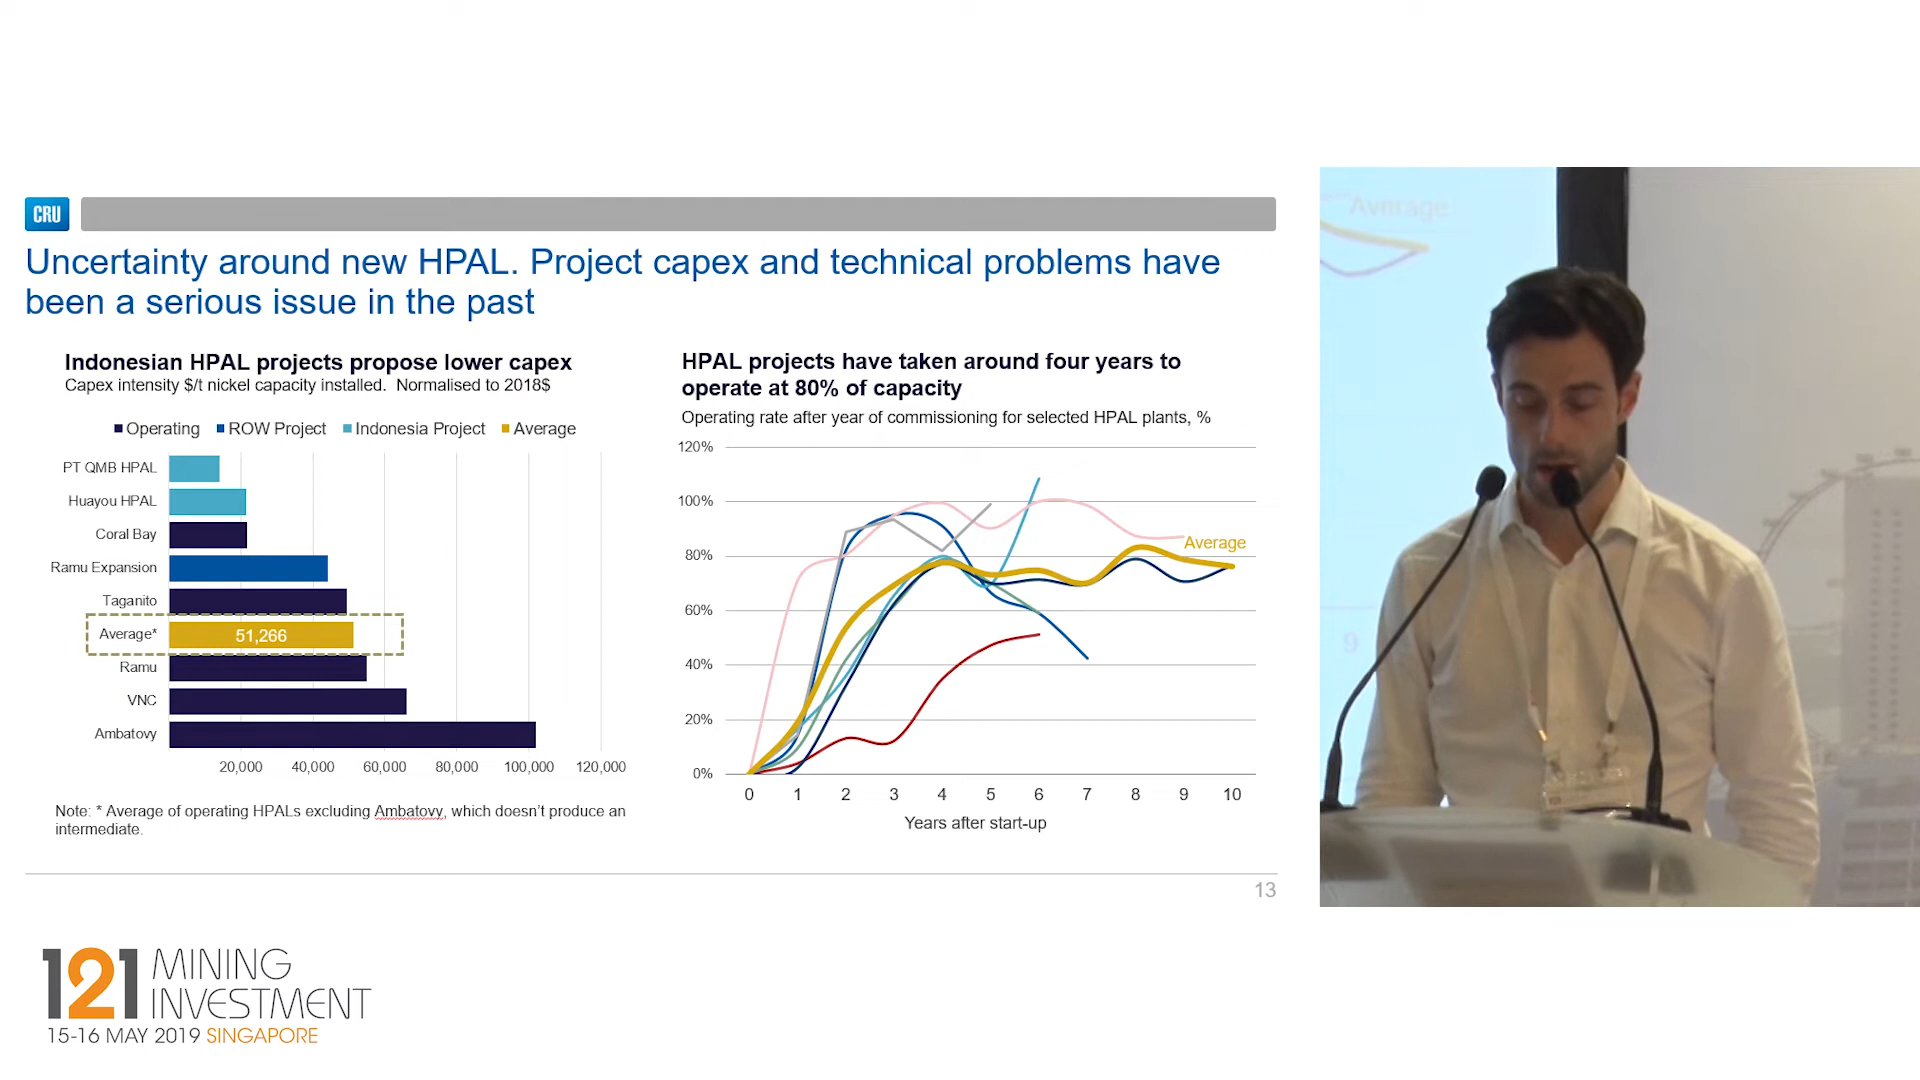 CRU
Uncertainty around new HPAL. Project capex and technical problems have
been a serious issue in the past
Indonesian HPAL projects propose lower capex
Capex intensity $/t nickel capacity installed. Normalised to 2018$
Operating ROW Project Indonesia Project Average
PT QMB HPAL
Huayou HPAL
Coral Bay
Ramu Expansion
Taganito
Average* 51,266
Ramu
VNC
Ambatovy
20,000 40,000 60,000 80,000 100,000 120,000
Note: * Average of operating HPALs excluding Ambatovy, which doesn't produce an
intermediate.
HPAL projects have taken around four years to
operate at 80% of capacity
Operating rate after year of commissioning for selected HPAL plants, %
120%
100%
80%
60%
40%
20%
0%
Average
0 1 2 3 4 5 6 7 8 9 10
Years after start-up
13
Average
9
121 MINING
INVESTMENT
15-16 MAY 2019 SINGAPORE